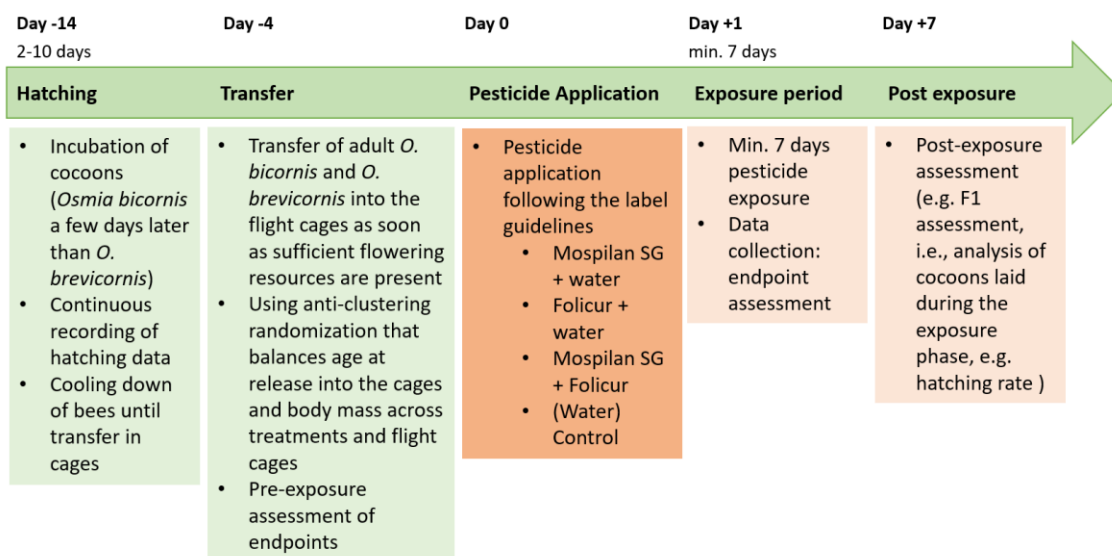 Day -14
2-10 days
Day -4
Day 0
Day +1
min. 7 days
Day +7
Hatching
Transfer
Pesticide Application
Exposure period
Post exposure
• Incubation of
cocoons
(Osmia bicornis
a few days later
than O.
brevicornis)
• Continuous
recording of
hatching data
• Cooling down
of bees until
transfer in
cages
• Transfer of adult O.
bicornis and O.
brevicornis into the
flight cages as soon
as sufficient flowering
resources are present
• Using anti-clustering
randomization that
balances age at
release into the cages
and body mass across
treatments and flight
cages
• Pre-exposure
assessment of
endpoints
• Pesticide
application
following the label
guidelines
• Mospilan SG
+ water
• Folicur +
water
• Mospilan SG
+ Folicur
• (Water)
Control
• Min. 7 days
pesticide
exposure
• Data
collection:
endpoint
assessment
• Post-exposure
assessment
(e.g. F1
assessment,
i.e., analysis of
cocoons laid
during the
exposure
phase, e.g.
hatching rate )